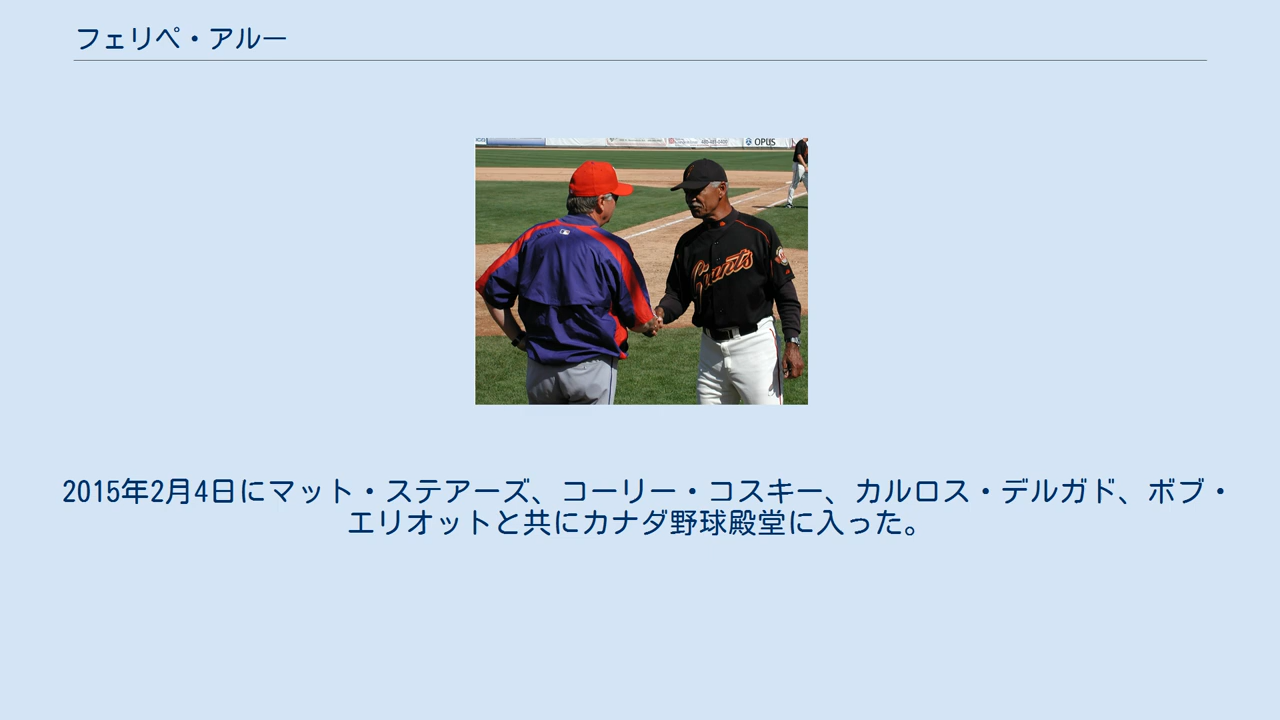 フェリペ・アルー
OPUS
Giants
2015年2月4日にマット・ステアーズ、コーリー・コスキー、カルロス・デルガド、ボブ・
エリオットと共にカナダ野球殿堂に入った。